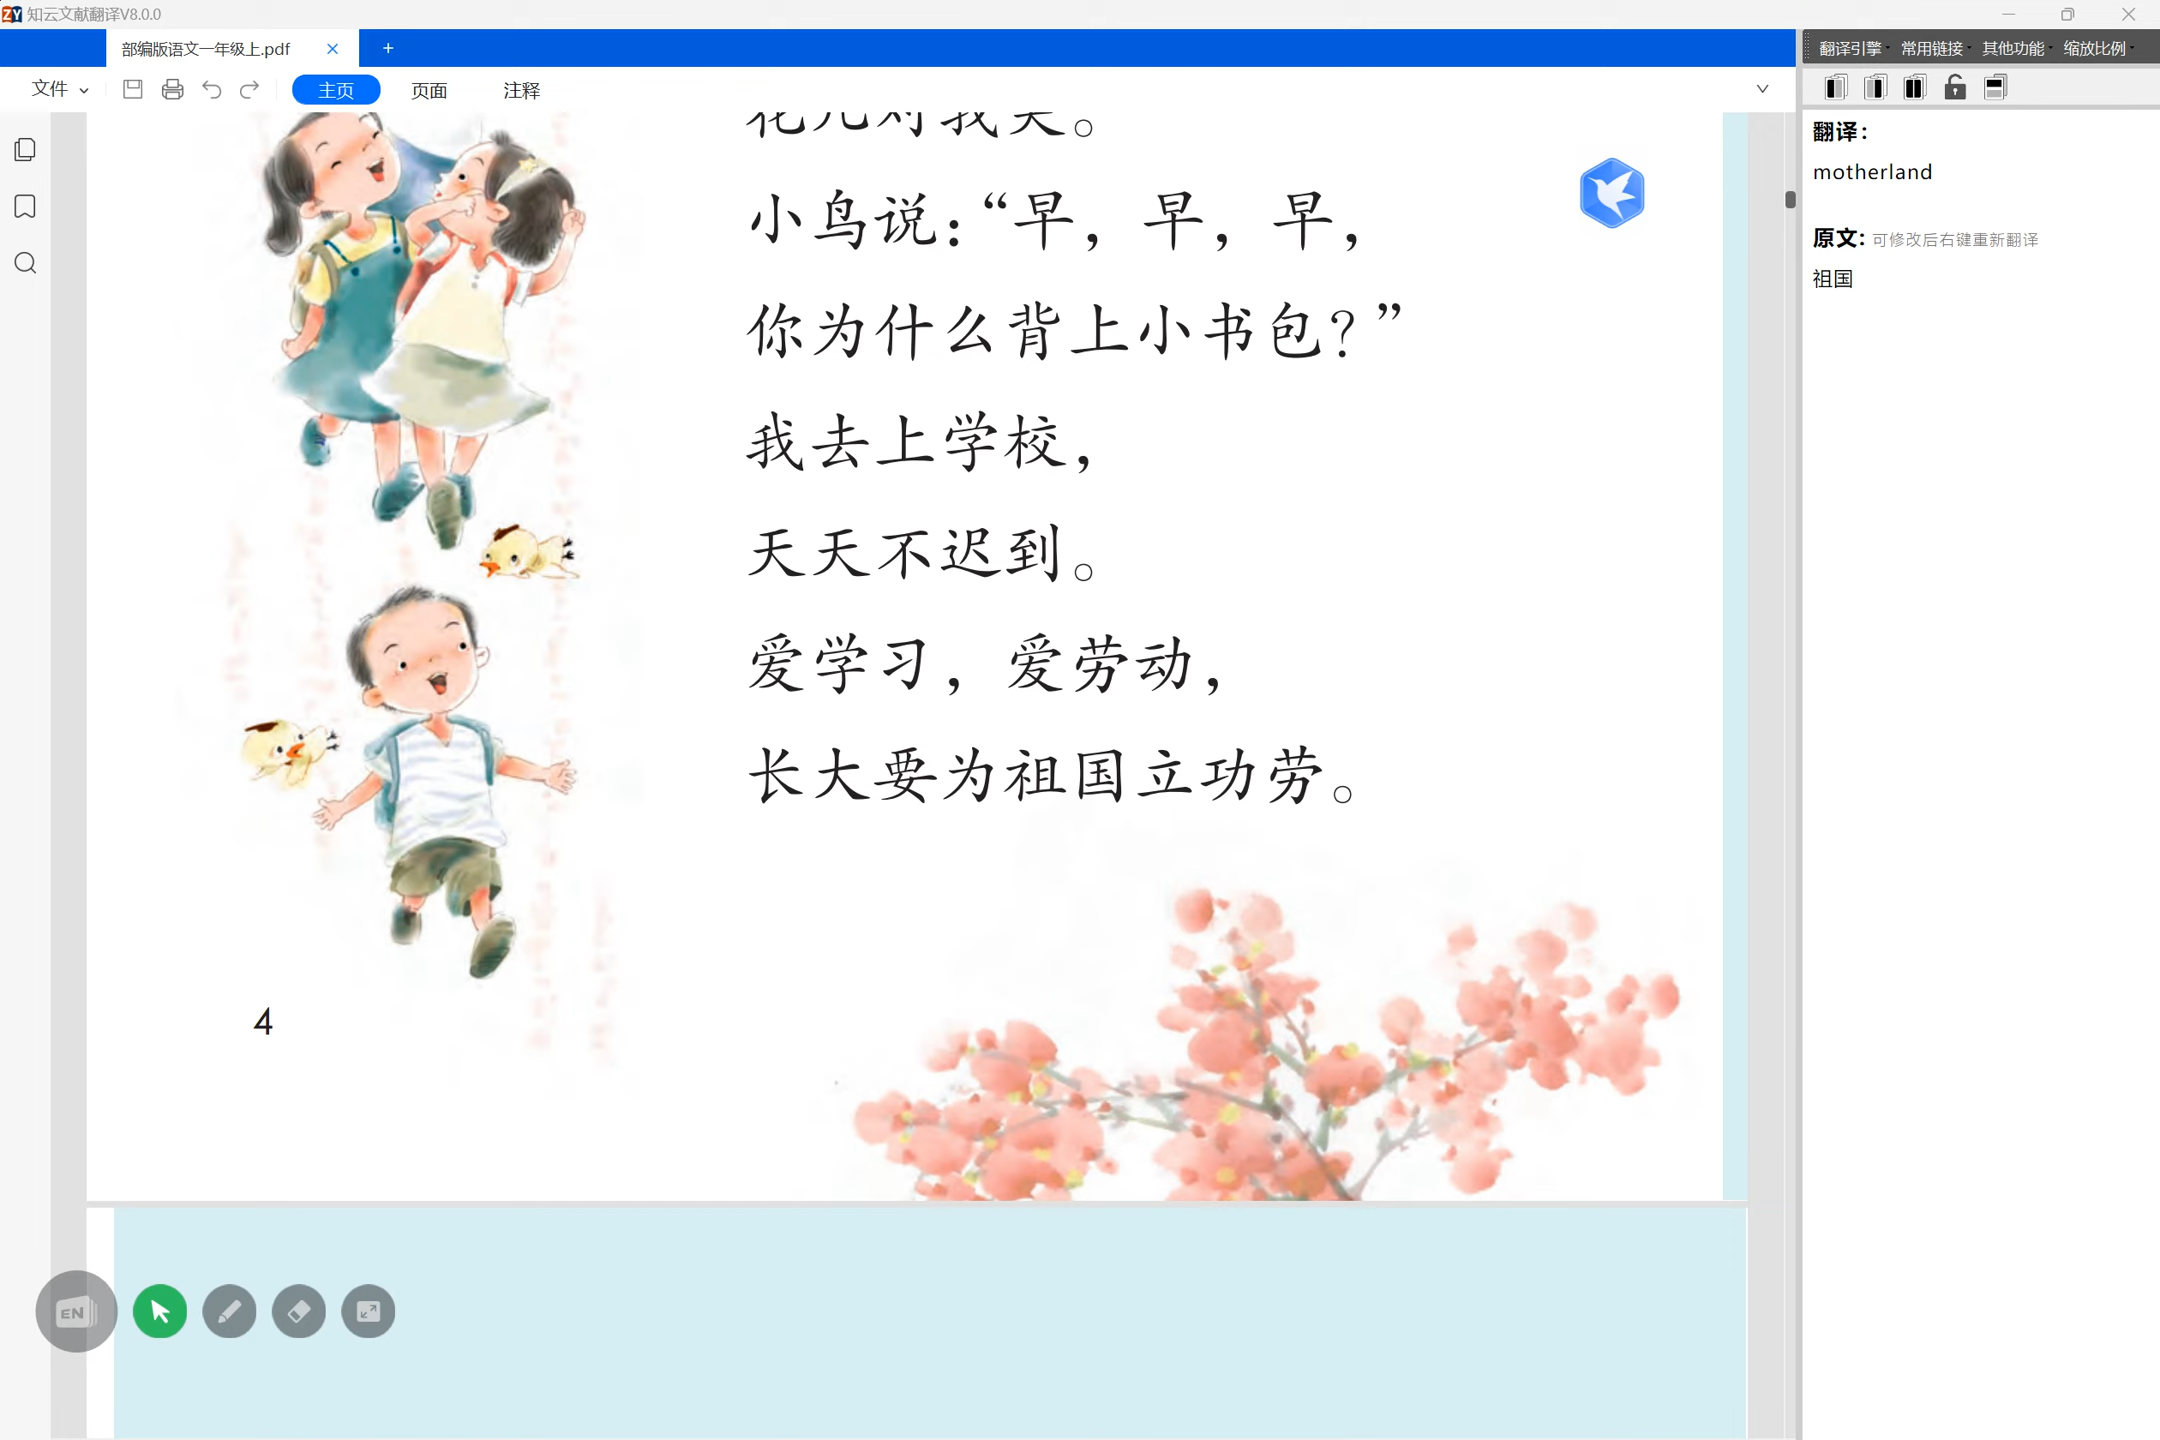 知云文献翻译V8.0.0
部编版语文一年级上.pdf
文件
主页
页面
注释
翻译引擎 常用链接 其他功能 缩放比例
花儿对我笑。
小鸟说：“早，早，早，
你为什么背上小书包？”
我去上学校，
天天不迟到。
爱学习，爱劳动，
长大要为祖国立功劳。
4
EN
翻译：
motherland
原文: 可修改后右键重新翻译
祖国